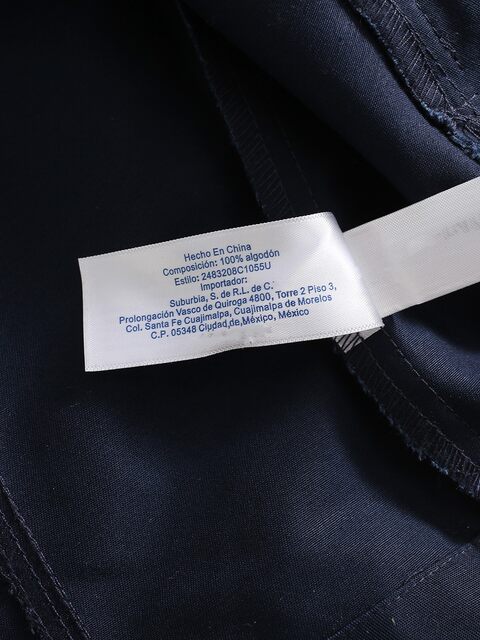 Hecho En China
Composición: 100% algodón
Estilo: 2483208C1055U
Importador:
Suburbia, S. de R.L. de C.
Prolongación Vasco de Quiroga 4800, Torre 2 Piso 3,
Col. Santa Fe Cuajimalpa, Cuajimalpa de Morelos
C.P. 05348 Ciudad de México, México